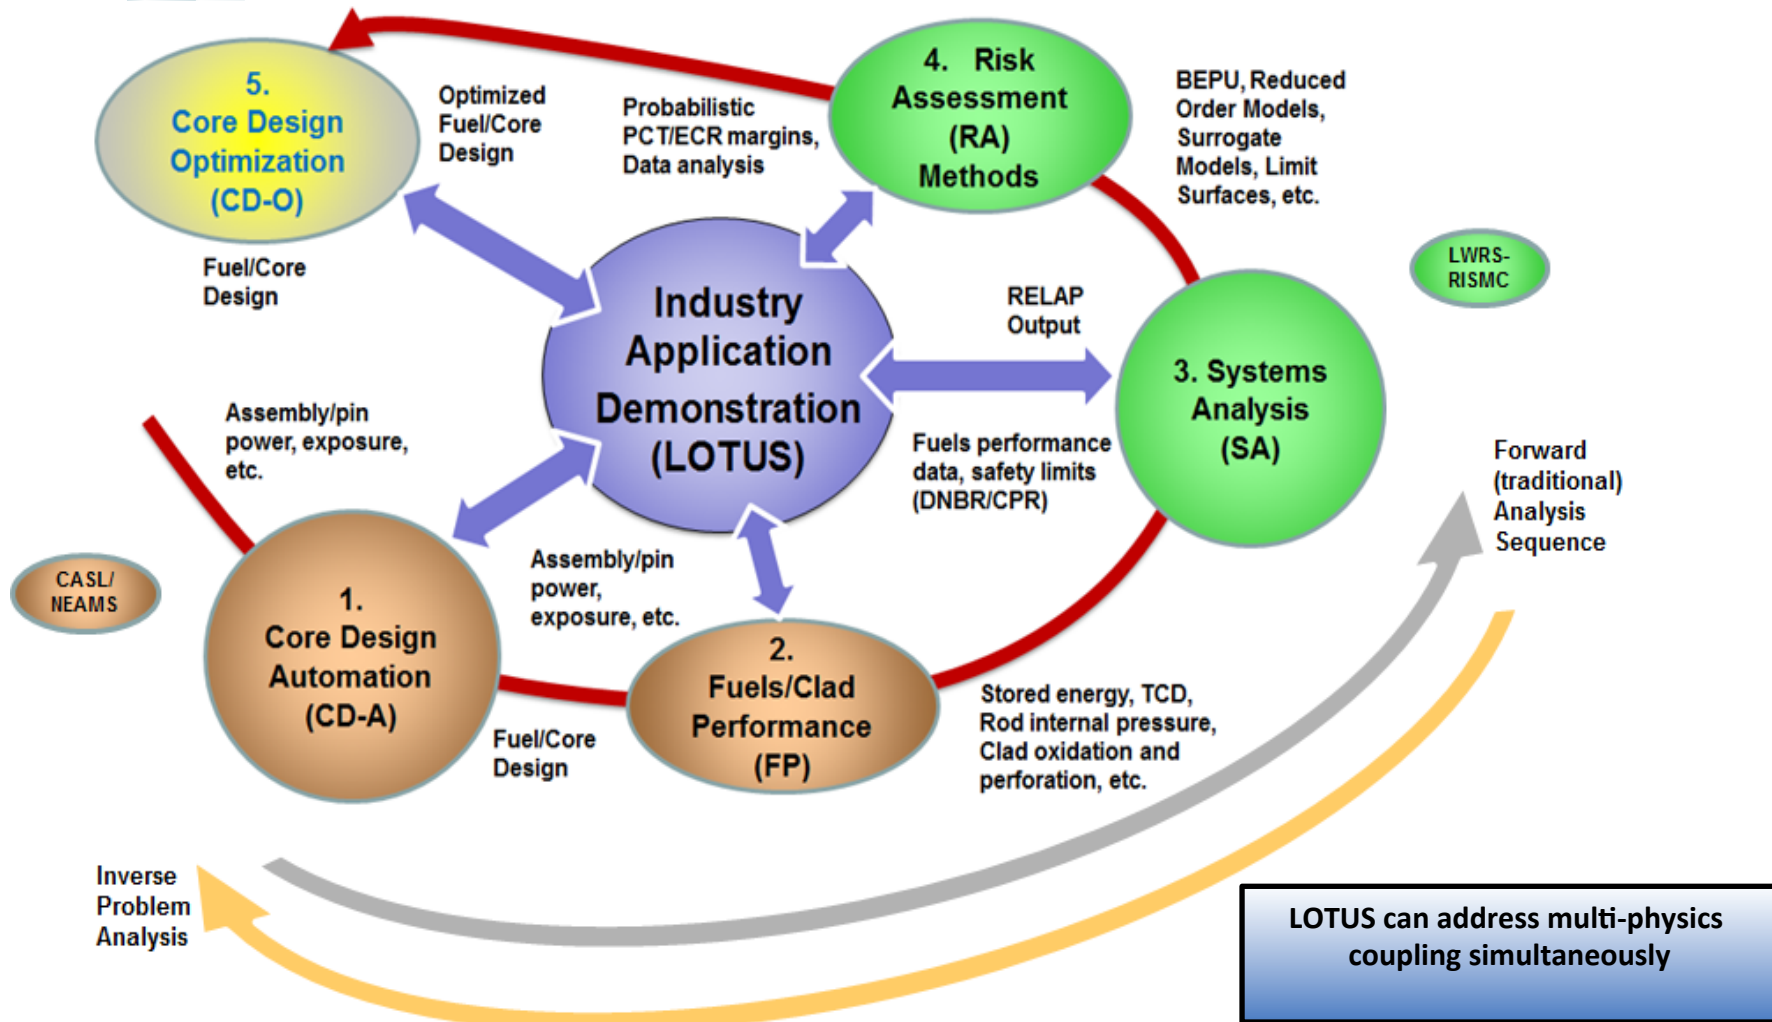 5.
Core Design
Optimization
(CD-O)
Optimized
Fuel/Core
Design
Probabilistic
PCT/ECR margins,
Data analysis
4. Risk
Assessment
(RA)
Methods
BEPU, Reduced
Order Models,
Surrogate
Models, Limit
Surfaces, etc.
Fuel/Core
Design
LWRS-
RISMC
Industry
Application
Demonstration
(LOTUS)
RELAP
Output
3. Systems
Analysis
(SA)
Assembly/pin
power, exposure,
etc.
Fuels performance
data, safety limits
(DNBR/CPR)
Forward
(traditional)
Analysis
Sequence
CASL/
NEAMS
1.
Core Design
Automation
(CD-A)
Assembly/pin
power,
exposure, etc.
2.
Fuels/Clad
Performance
(FP)
Fuel/Core
Design
Stored energy, TCD,
Rod internal pressure,
Clad oxidation and
perforation, etc.
Inverse
Problem
Analysis
LOTUS can address multi-physics
coupling simultaneously